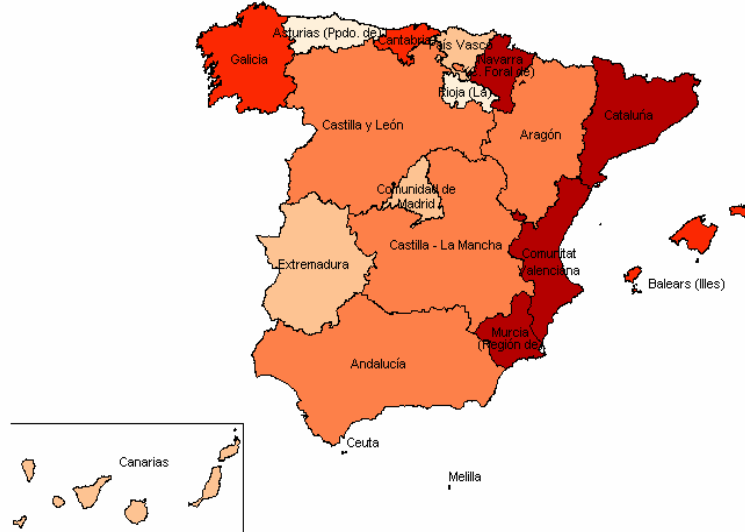 Asturias (Ppdo. de)
Cantabria
País Vasco
Galicia
Navarra
(C. Foral de)
Rioja (La)
Castilla y León
Cataluña
Aragón
Comunidad de
Madrid
Castilla - La Mancha
Comunitat
Valenciana
Extremadura
Balears (Illes)
Murcia
(Región de)
Andalucía
Ceuta
Canarias
Melilla